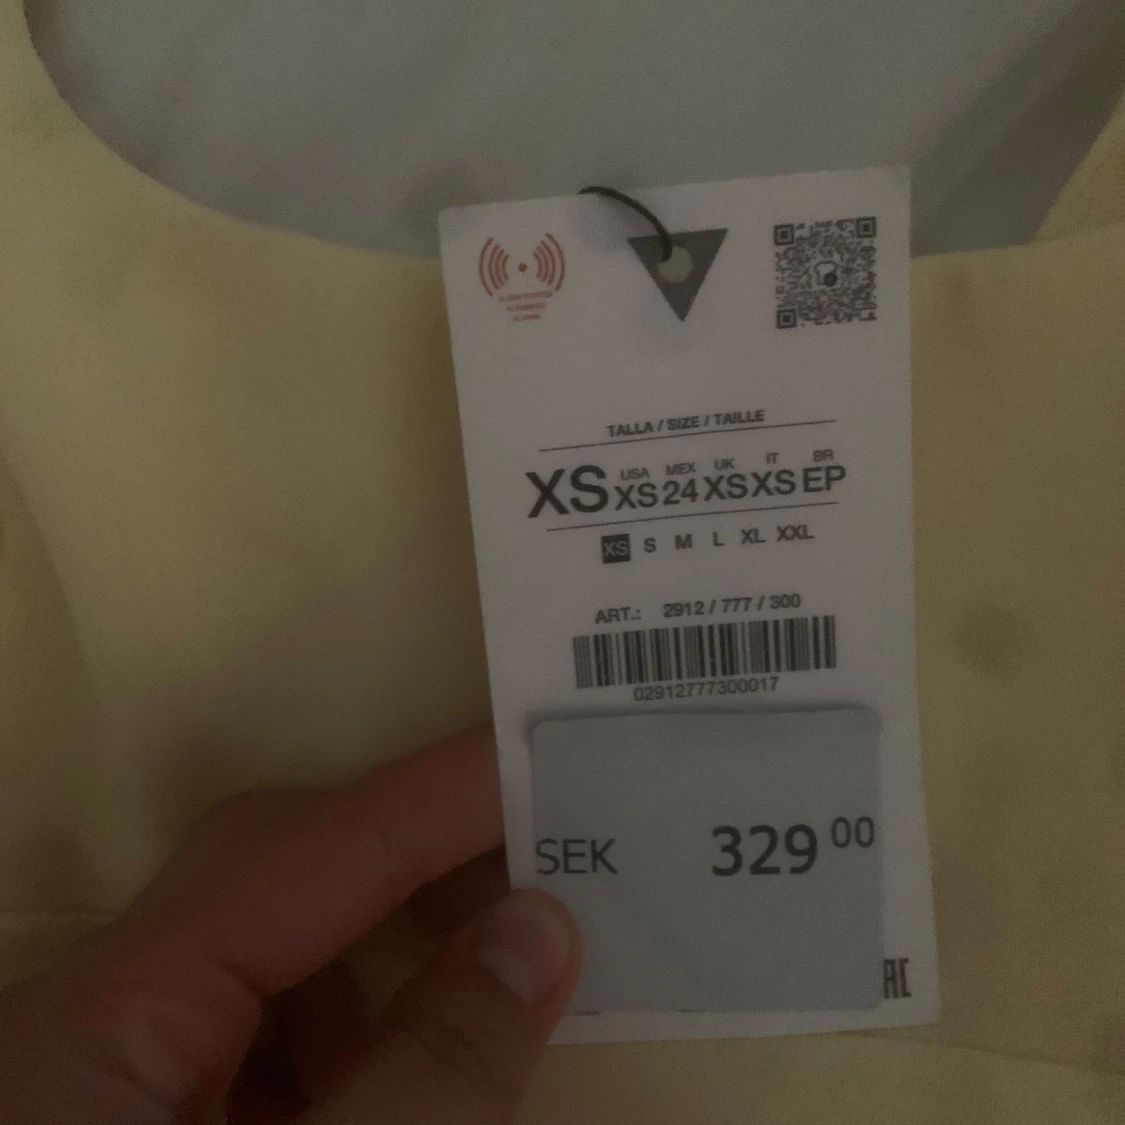 TALLA / SIZE / TAILLE
USA MEX UK IT BR
XS XS 24 XS XS EP
XS S M L XL XXL
ART.: 2912 / 777 / 300
02912777300017
SEK 329 00